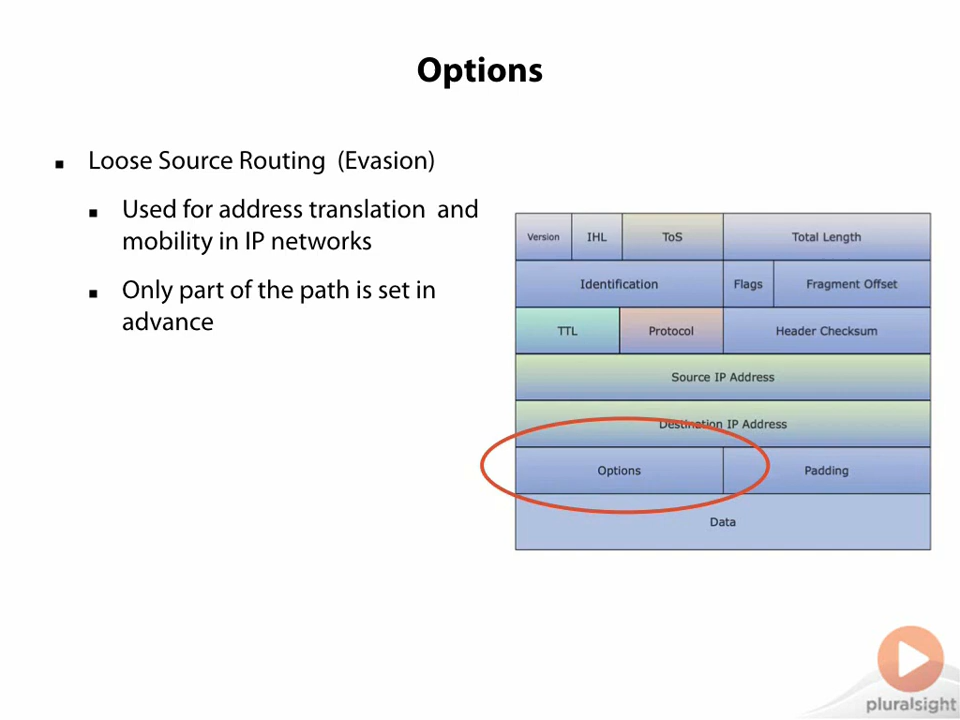 Options
▪ Loose Source Routing (Evasion)
▪ Used for address translation and
mobility in IP networks
▪ Only part of the path is set in
advance
Version IHL ToS Total Length
Identification Flags Fragment Offset
TTL Protocol Header Checksum
Source IP Address
Destination IP Address
Options Padding
Data
pluralsight